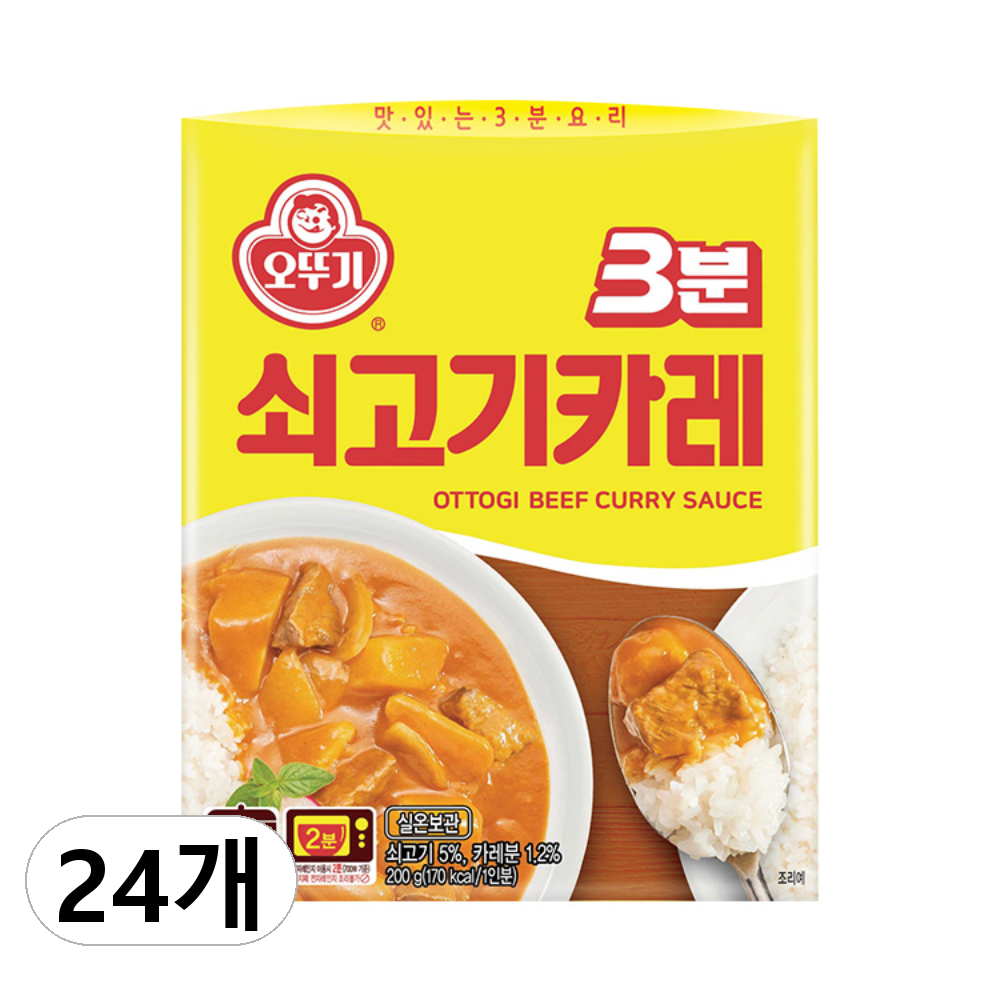 맛·있·는·3·분·요·리
오뚜기
®
3분
쇠고기카레
OTTOGI BEEF CURRY SAUCE
2분
실온보관
쇠고기 5%, 카레분 1.2%
200 g(170 kcal/1인분)
조리예
24개